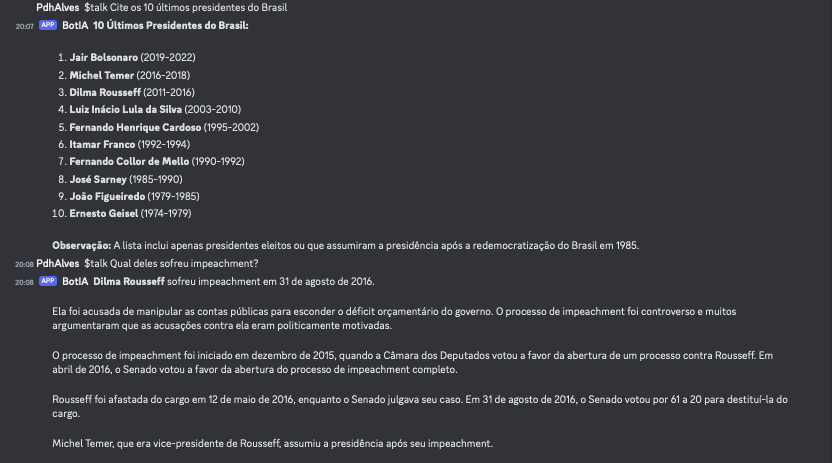 PdhAlves $talk Cite os 10 últimos presidentes do Brasil
20:07 APP BotIA 10 Últimos Presidentes do Brasil:
1. Jair Bolsonaro (2019-2022)
2. Michel Temer (2016-2018)
3. Dilma Rousseff (2011-2016)
4. Luiz Inácio Lula da Silva (2003-2010)
5. Fernando Henrique Cardoso (1995-2002)
6. Itamar Franco (1992-1994)
7. Fernando Collor de Mello (1990-1992)
8. José Sarney (1985-1990)
9. João Figueiredo (1979-1985)
10. Ernesto Geisel (1974-1979)
Observação: A lista inclui apenas presidentes eleitos ou que assumiram a presidência após a redemocratização do Brasil em 1985.
20:08 PdhAlves $talk Qual deles sofreu impeachment?
20:08 APP BotIA Dilma Rousseff sofreu impeachment em 31 de agosto de 2016.
Ela foi acusada de manipular as contas públicas para esconder o déficit orçamentário do governo. O processo de impeachment foi controverso e muitos
argumentaram que as acusações contra ela eram politicamente motivadas.
O processo de impeachment foi iniciado em dezembro de 2015, quando a Câmara dos Deputados votou a favor da abertura de um processo contra Rousseff. Em
abril de 2016, o Senado votou a favor da abertura do processo de impeachment completo.
Rousseff foi afastada do cargo em 12 de maio de 2016, enquanto o Senado julgava seu caso. Em 31 de agosto de 2016, o Senado votou por 61 a 20 para destituí-la do
cargo.
Michel Temer, que era vice-presidente de Rousseff, assumiu a presidência após seu impeachment.